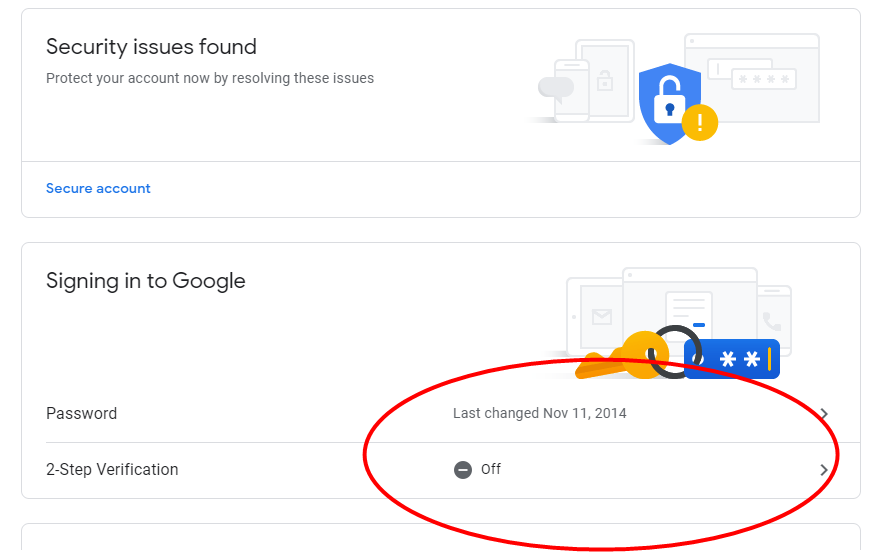 Security issues found
Protect your account now by resolving these issues
Secure account
Signing in to Google
Password
Last changed Nov 11, 2014
2-Step Verification
Off